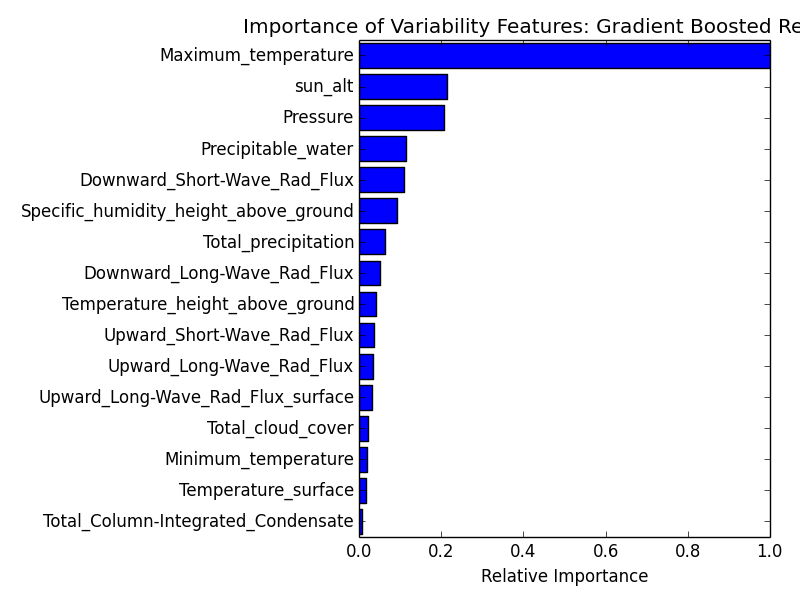 Importance of Variability Features: Gradient Boosted Re
Maximum_temperature
sun_alt
Pressure
Precipitable_water
Downward_Short-Wave_Rad_Flux
Specific_humidity_height_above_ground
Total_precipitation
Downward_Long-Wave_Rad_Flux
Temperature_height_above_ground
Upward_Short-Wave_Rad_Flux
Upward_Long-Wave_Rad_Flux
Upward_Long-Wave_Rad_Flux_surface
Total_cloud_cover
Minimum_temperature
Temperature_surface
Total_Column-Integrated_Condensate
0.0 0.2 0.4 0.6 0.8 1.0
Relative Importance